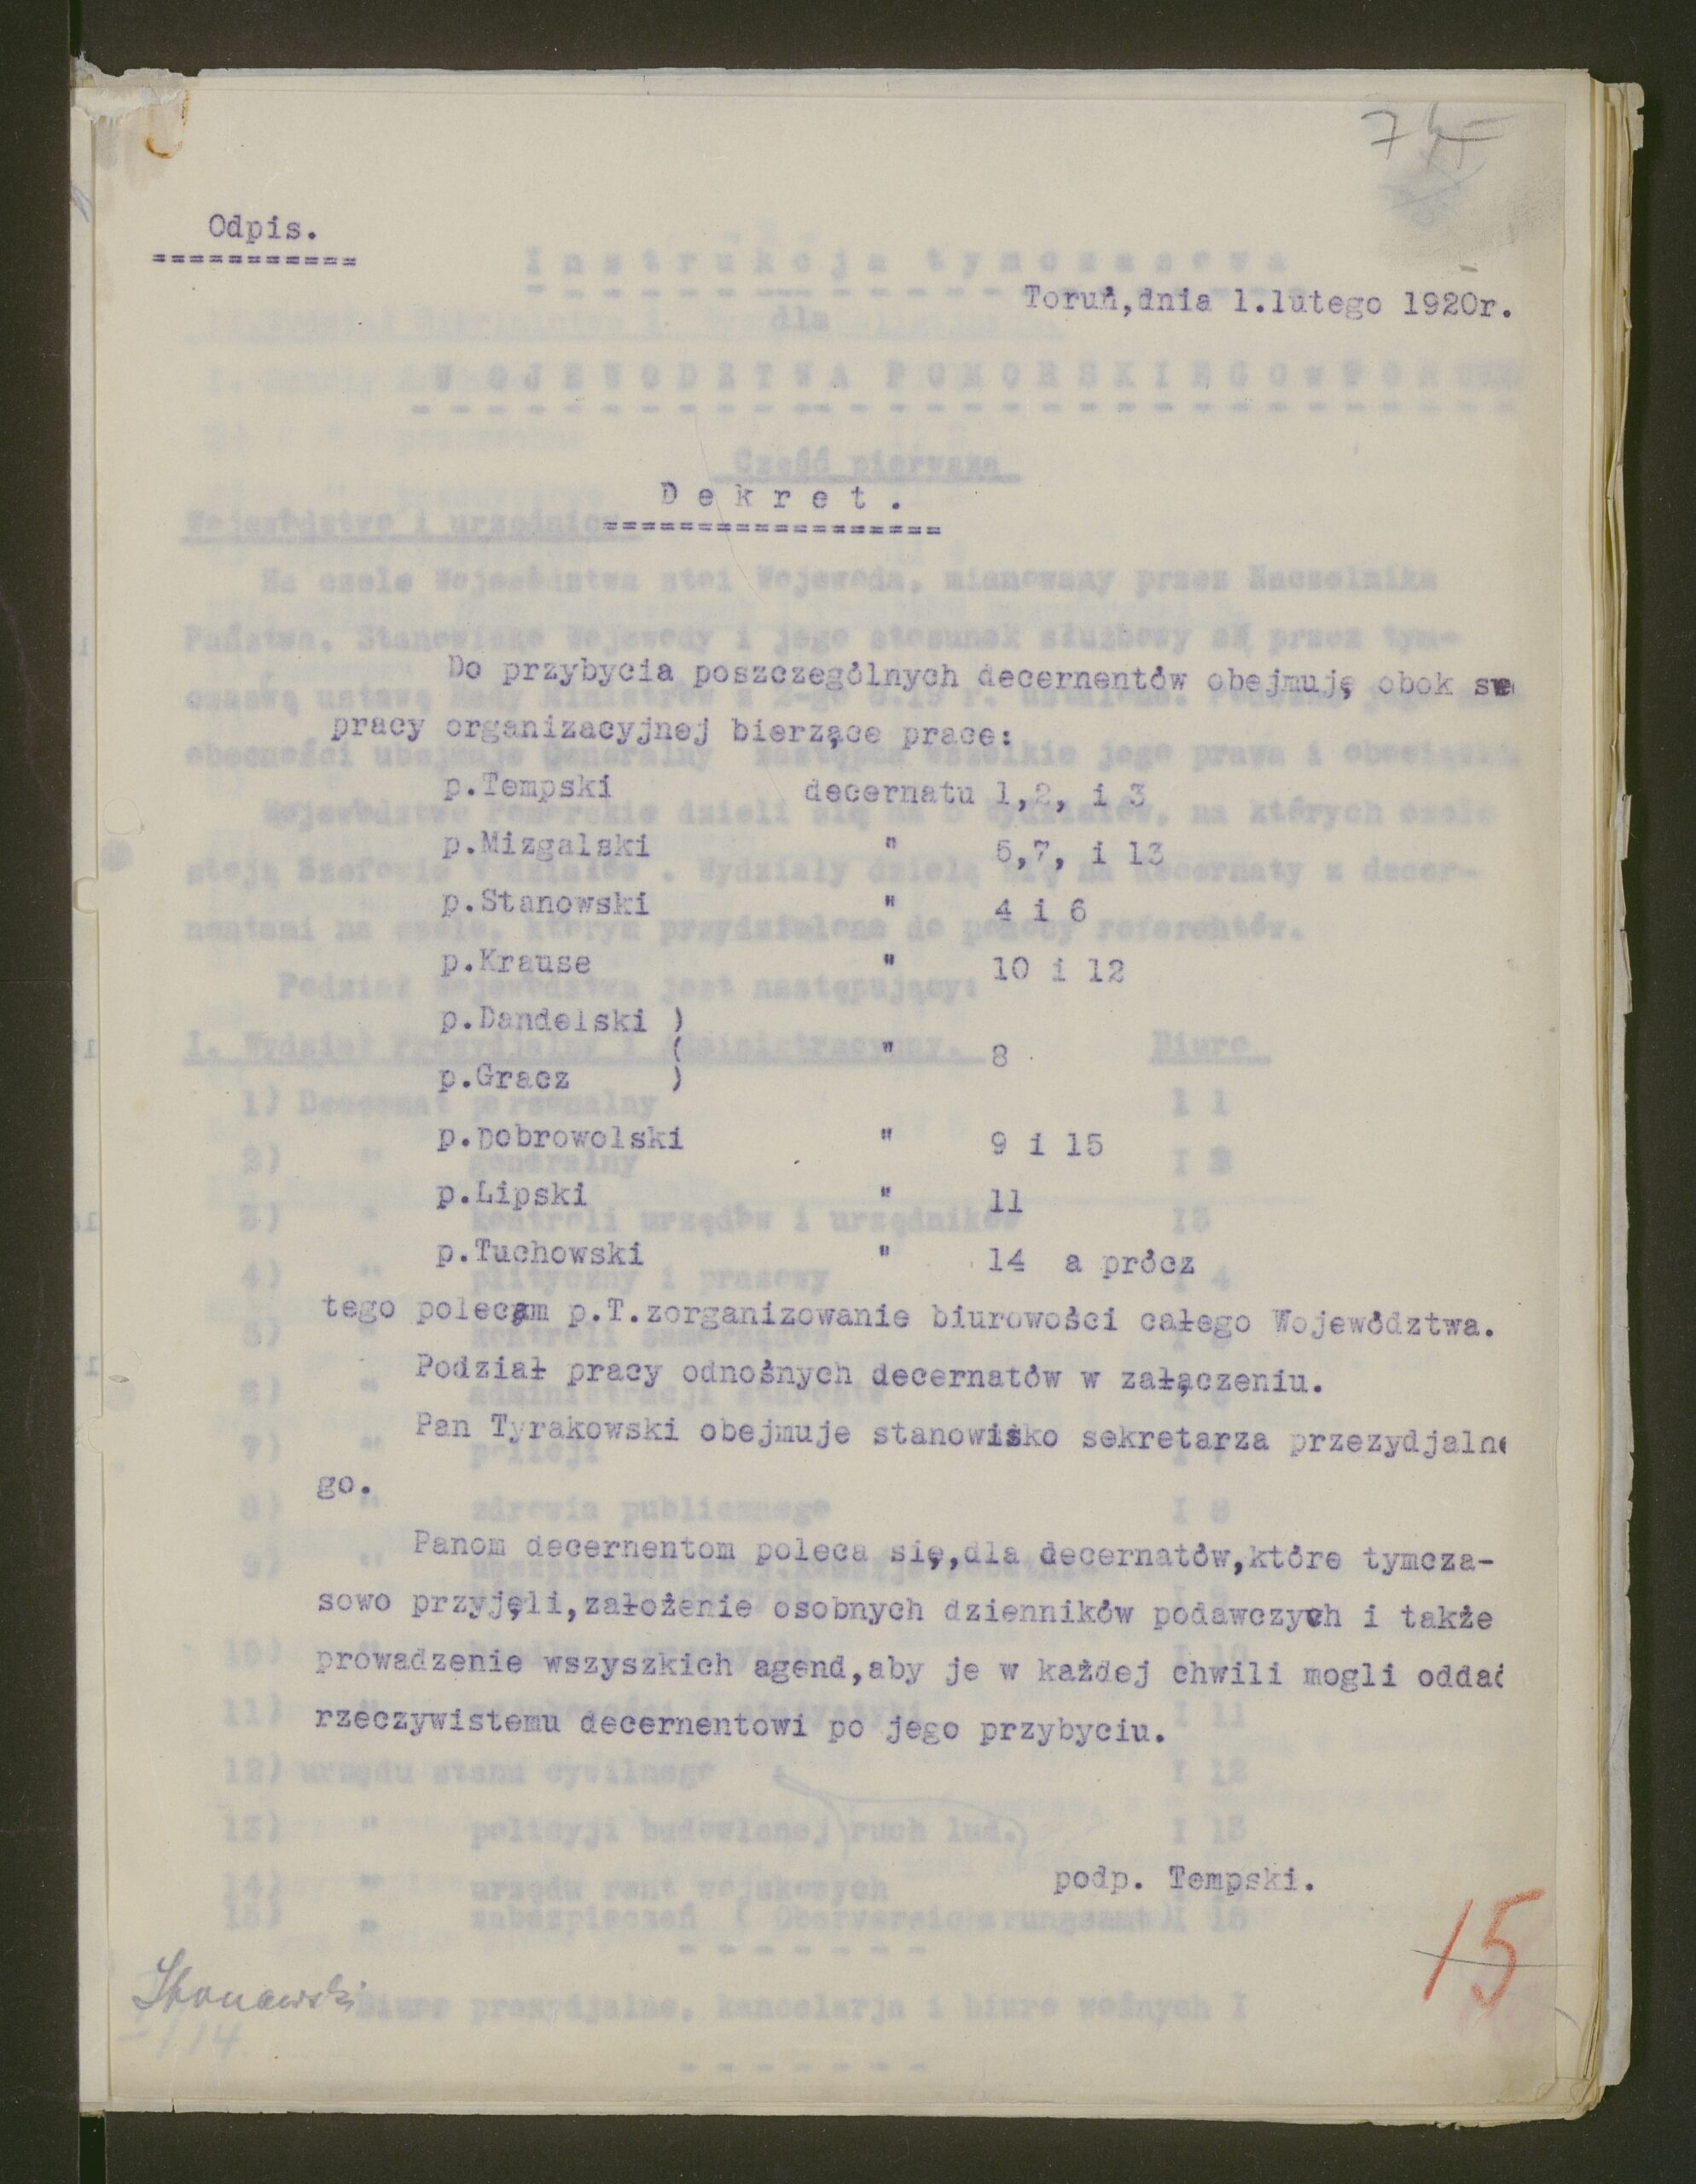 Odpis.
===========
Toruń,dnia 1.lutego 1920r.
D e k r e t .
==================
Do przybycia poszczególnych decernentów obejmuję obok swe
pracy organizacyjnej bierzące prace:
p.Tempski decernatu 1,2, i 3
p.Mizgalski " 5,7, i 13
p.Stanowski " 4 i 6
p.Krause " 10 i 12
p.Dandelski )
( " 8
p.Gracz )
p.Dobrowolski " 9 i 15
p.Lipski " 11
p.Tuchowski " 14 a prócz
tego polecam p.T.zorganizowanie biurowości całego Województwa.
Podział pracy odnośnych decernatów w załączeniu.
Pan Tyrakowski obejmuje stanowisko sekretarza przezydjalne
go.
Panom decernentom poleca się,dla decernatów,które tymcza-
sowo przyjęli,założenie osobnych dzienników podawczych i także
prowadzenie wszyszkich agend,aby je w każdej chwili mogli oddać
rzeczywistemu decernentowi po jego przybyciu.
podp. Tempski.
15